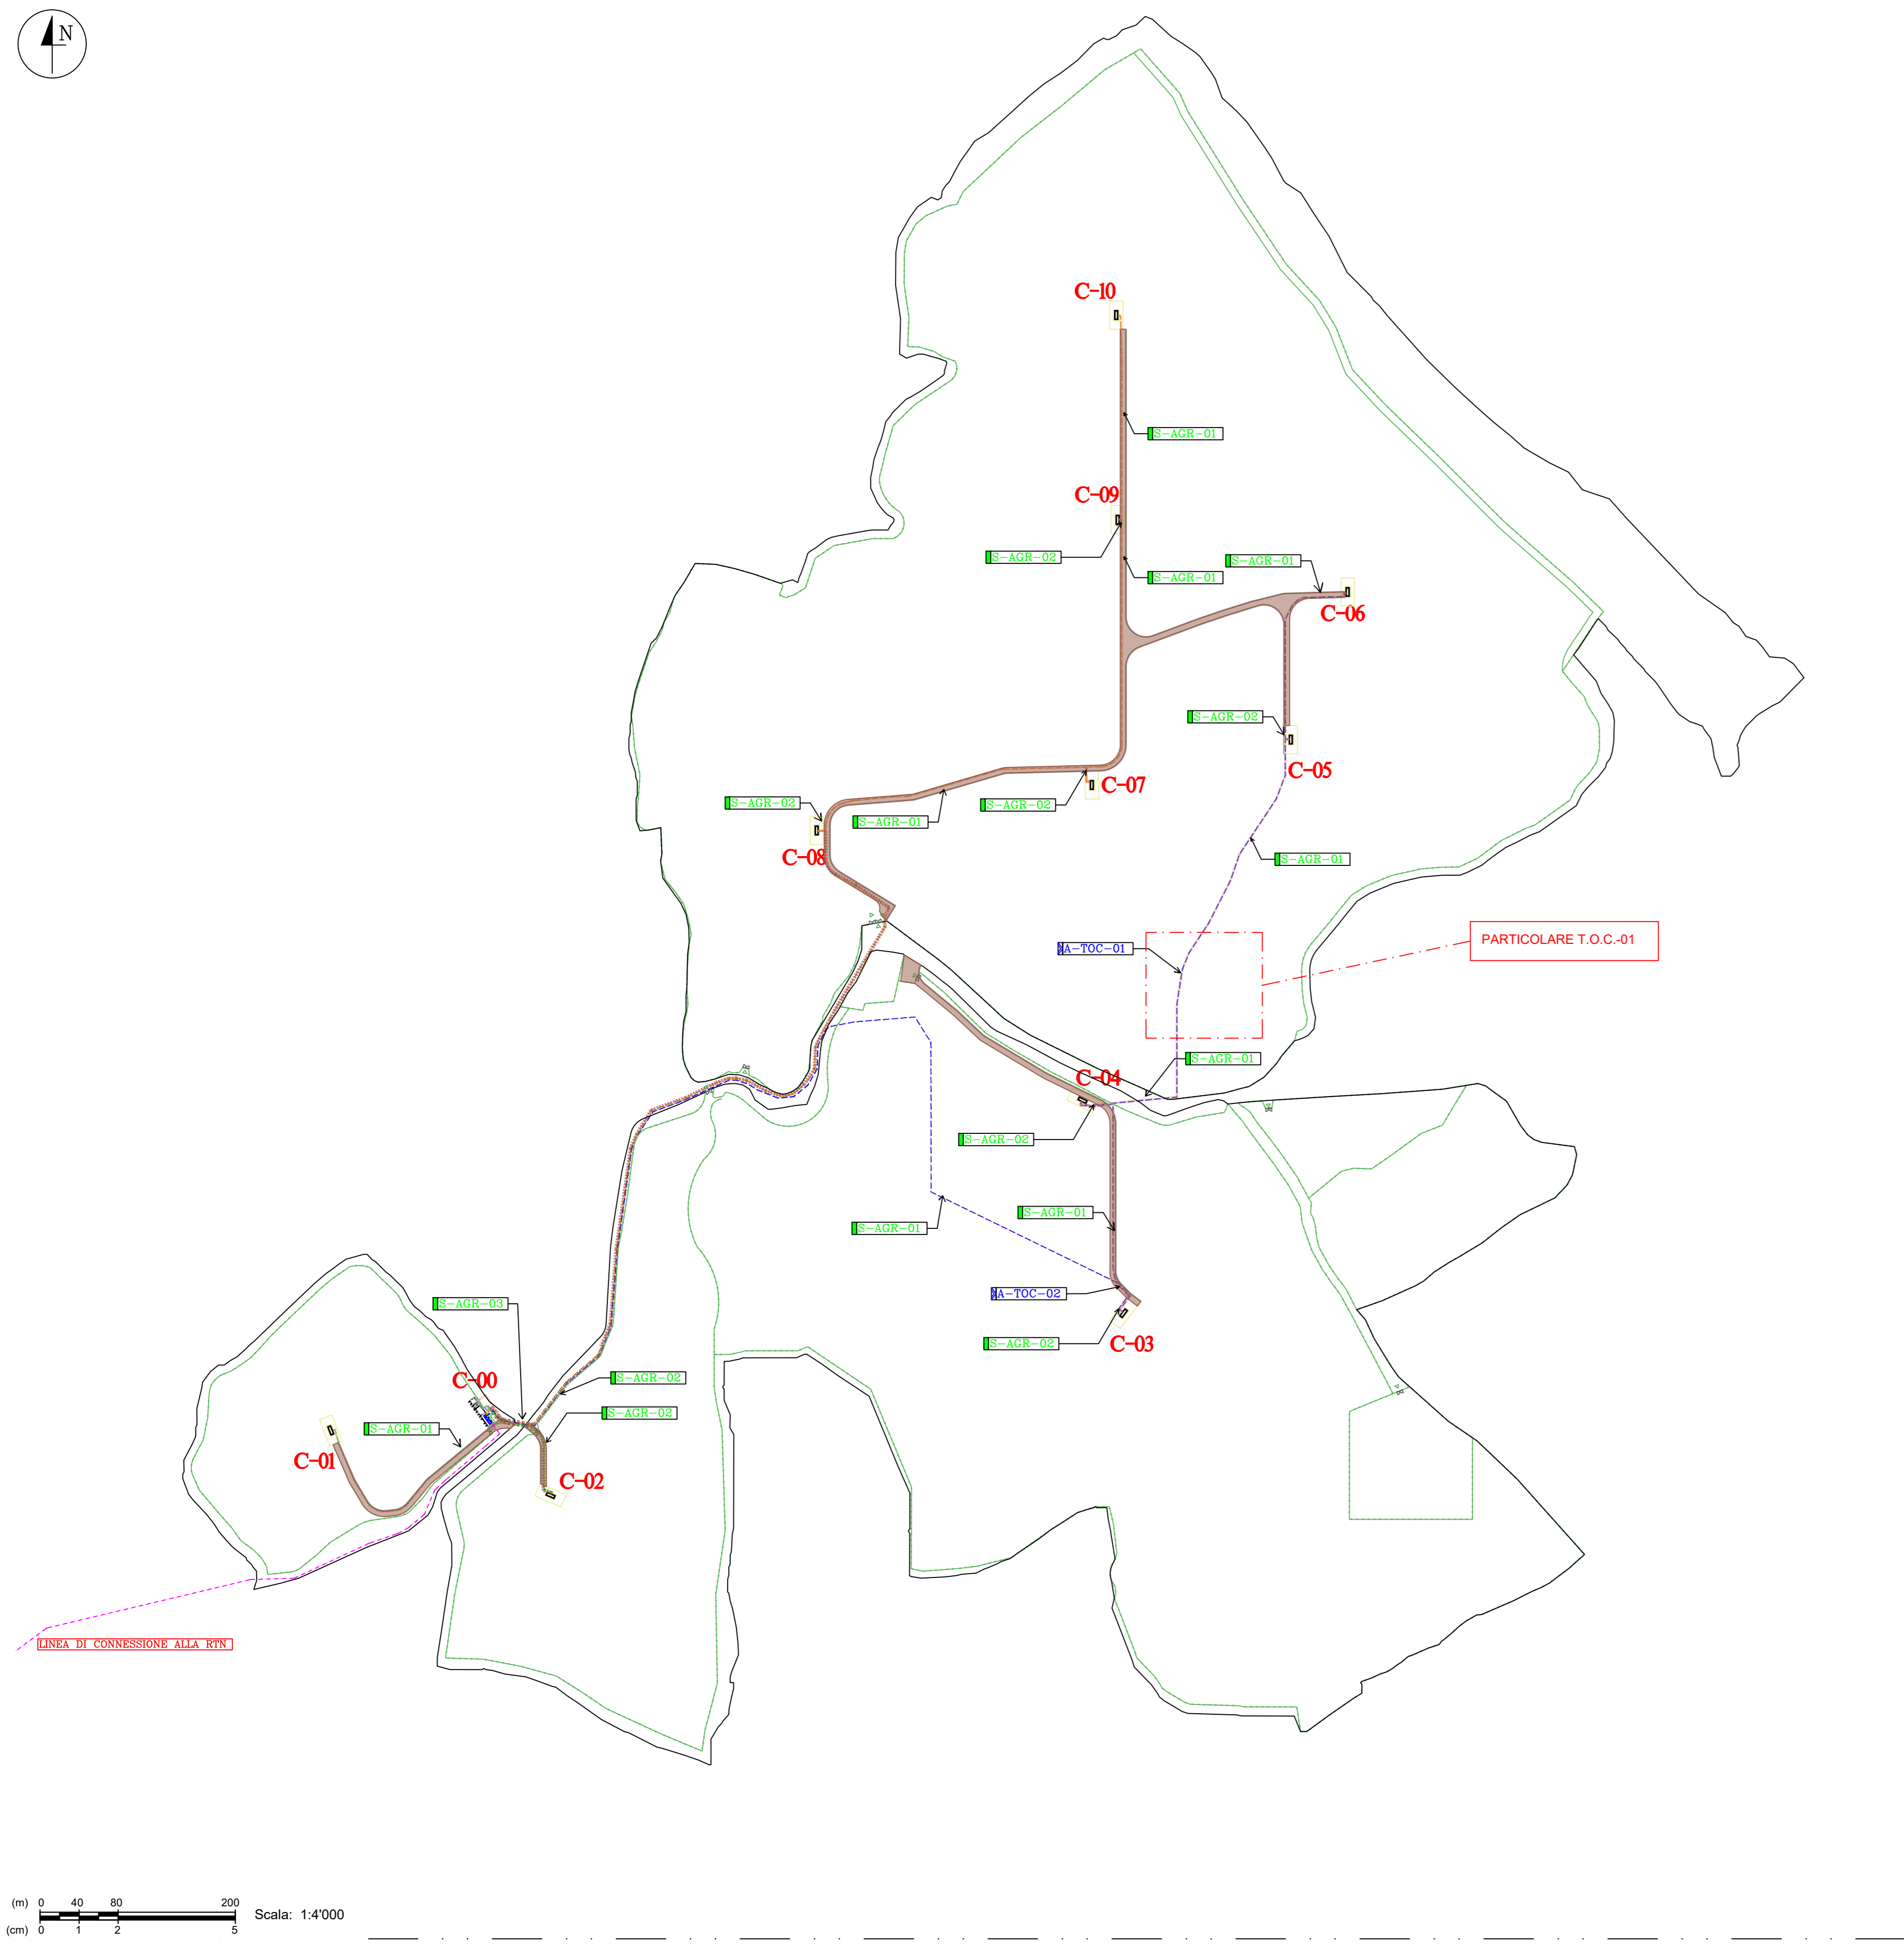 N
C-10
S-AGR-01
C-09
S-AGR-02
S-AGR-01
S-AGR-01
C-06
S-AGR-02
C-05
C-07
S-AGR-02
S-AGR-02
S-AGR-01
C-08
S-AGR-01
A-TOC-01
PARTICOLARE T.O.C.-01
S-AGR-01
C-04
S-AGR-02
S-AGR-01
S-AGR-01
A-TOC-02
S-AGR-02
C-03
S-AGR-03
C-00
S-AGR-02
S-AGR-02
S-AGR-01
C-01
C-02
LINEA DI CONNESSIONE ALLA RTN
(m) 0 40 80 200
Scala: 1:4'000
(cm) 0 1 2 5